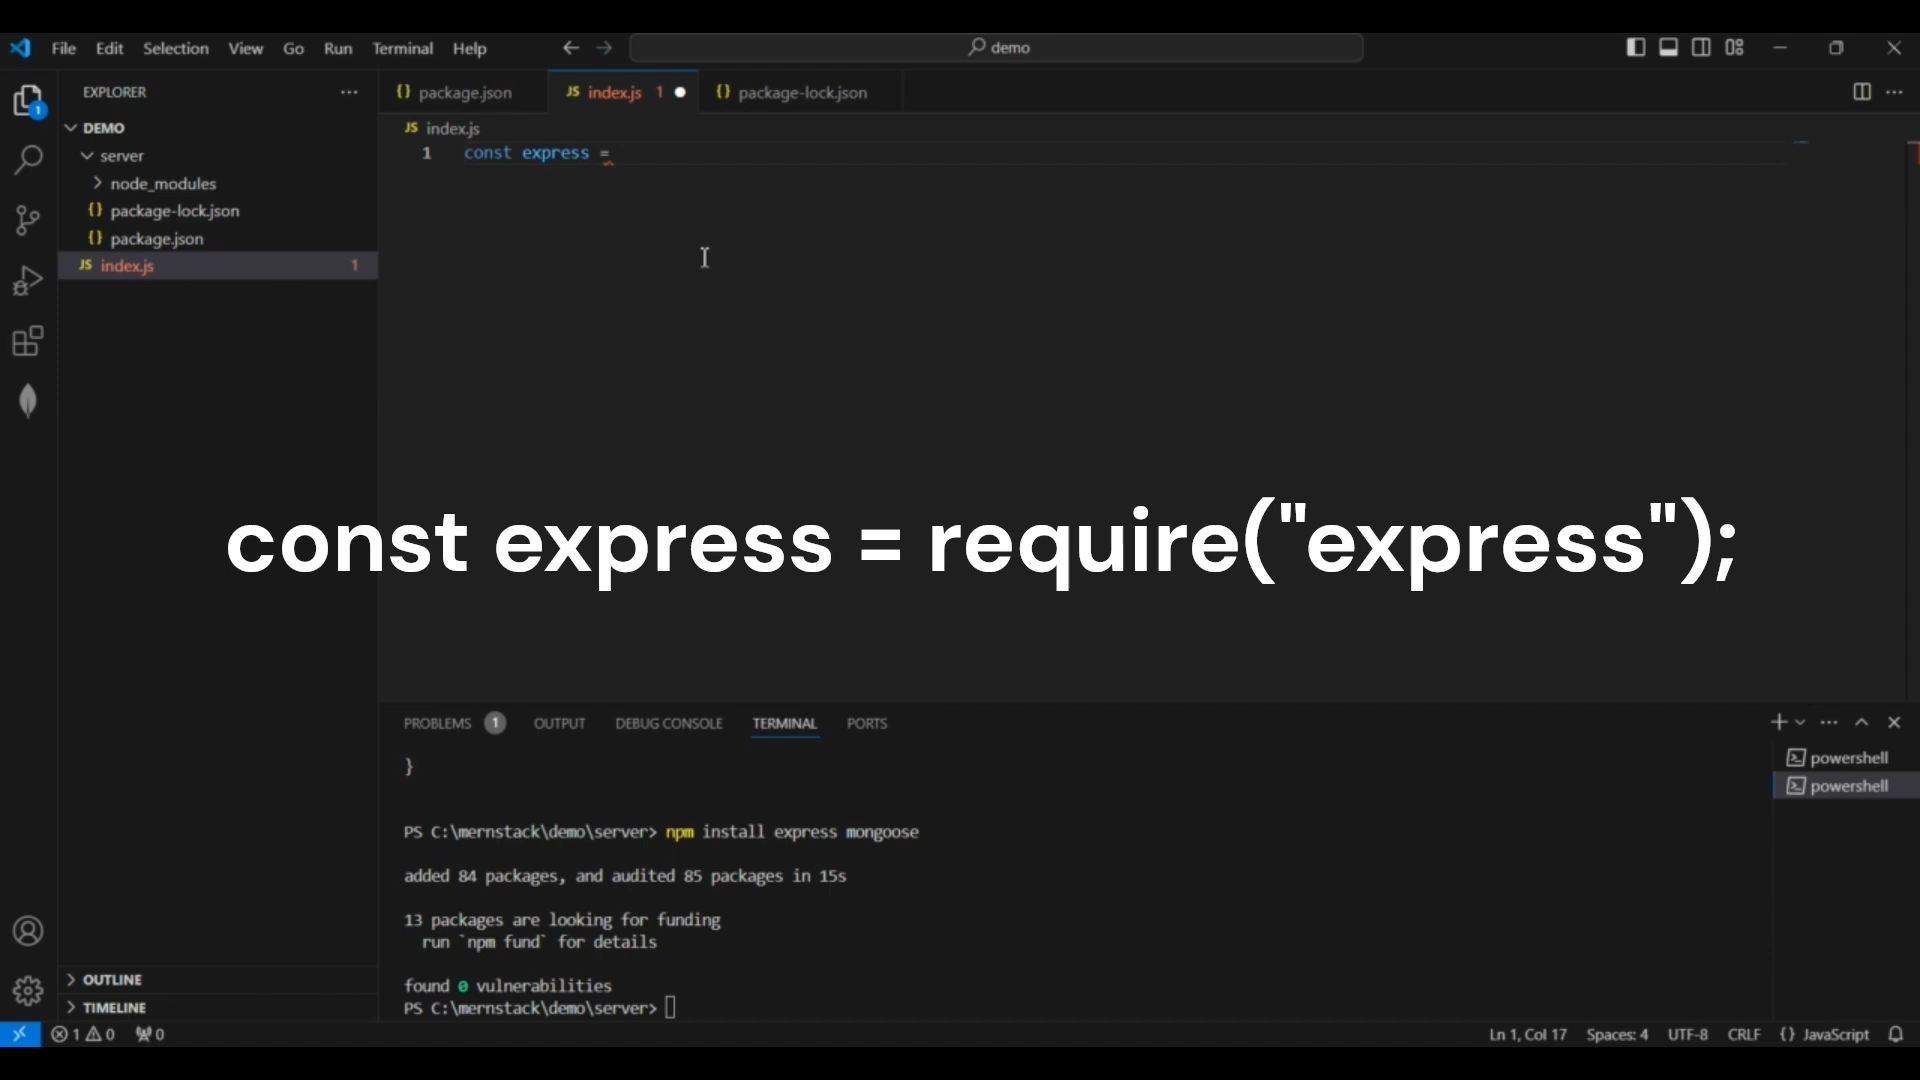 File Edit Selection View Go Run Terminal Help demo
EXPLORER
DEMO
server
node_modules
{} package-lock.json
{} package.json
JS index.js 1
OUTLINE
TIMELINE
1
{} package.json JS index.js 1 {} package-lock.json
JS index.js
1 const express =
const express = require("express");
PROBLEMS 1 OUTPUT DEBUG CONSOLE TERMINAL PORTS
}
PS C:\mernstack\demo\server> npm install express mongoose
added 84 packages, and audited 85 packages in 15s
13 packages are looking for funding
run `npm fund` for details
found 0 vulnerabilities
PS C:\mernstack\demo\server>
powershell
powershell
1 0 0 Ln 1, Col 17 Spaces: 4 UTF-8 CRLF {} JavaScript